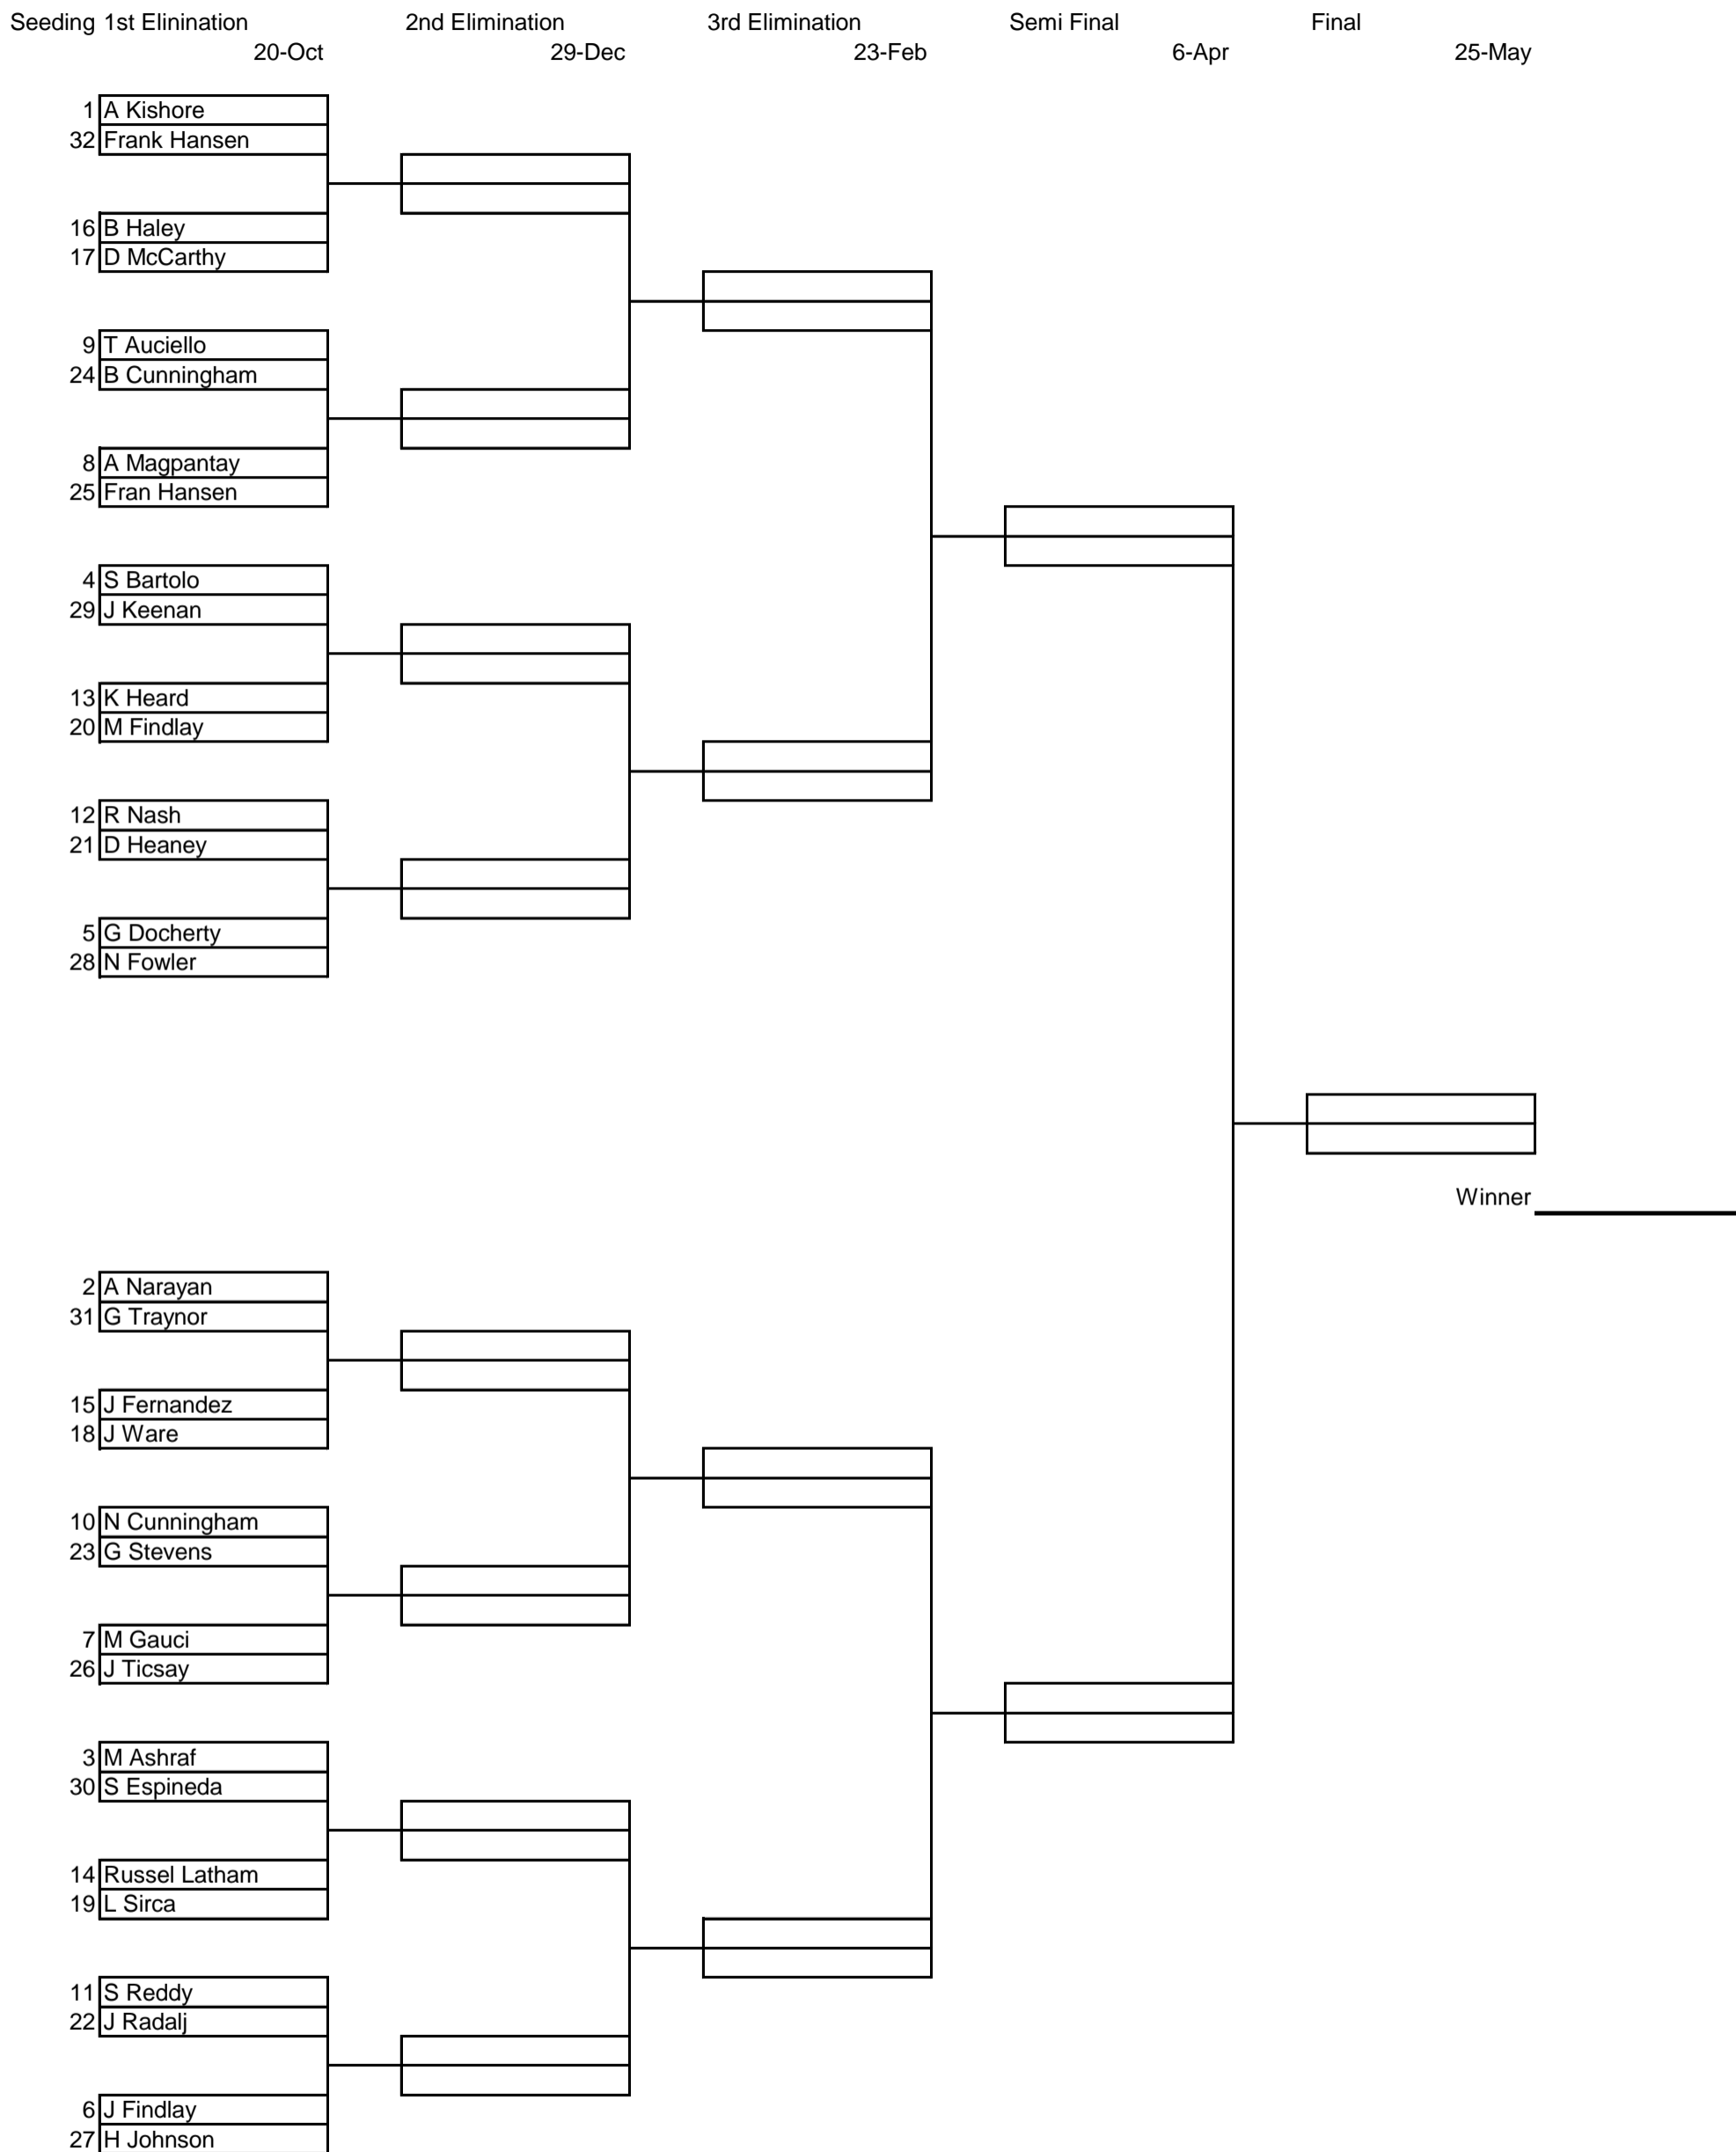 Seeding 1st Elinination 2nd Elimination 3rd Elimination Semi Final Final
20-Oct 29-Dec 23-Feb 6-Apr 25-May
1 A Kishore
32 Frank Hansen
16 B Haley
17 D McCarthy
9 T Auciello
24 B Cunningham
8 A Magpantay
25 Fran Hansen
4 S Bartolo
29 J Keenan
13 K Heard
20 M Findlay
12 R Nash
21 D Heaney
5 G Docherty
28 N Fowler
Winner
2 A Narayan
31 G Traynor
15 J Fernandez
18 J Ware
10 N Cunningham
23 G Stevens
7 M Gauci
26 J Ticsay
3 M Ashraf
30 S Espineda
14 Russel Latham
19 L Sirca
11 S Reddy
22 J Radalj
6 J Findlay
27 H Johnson